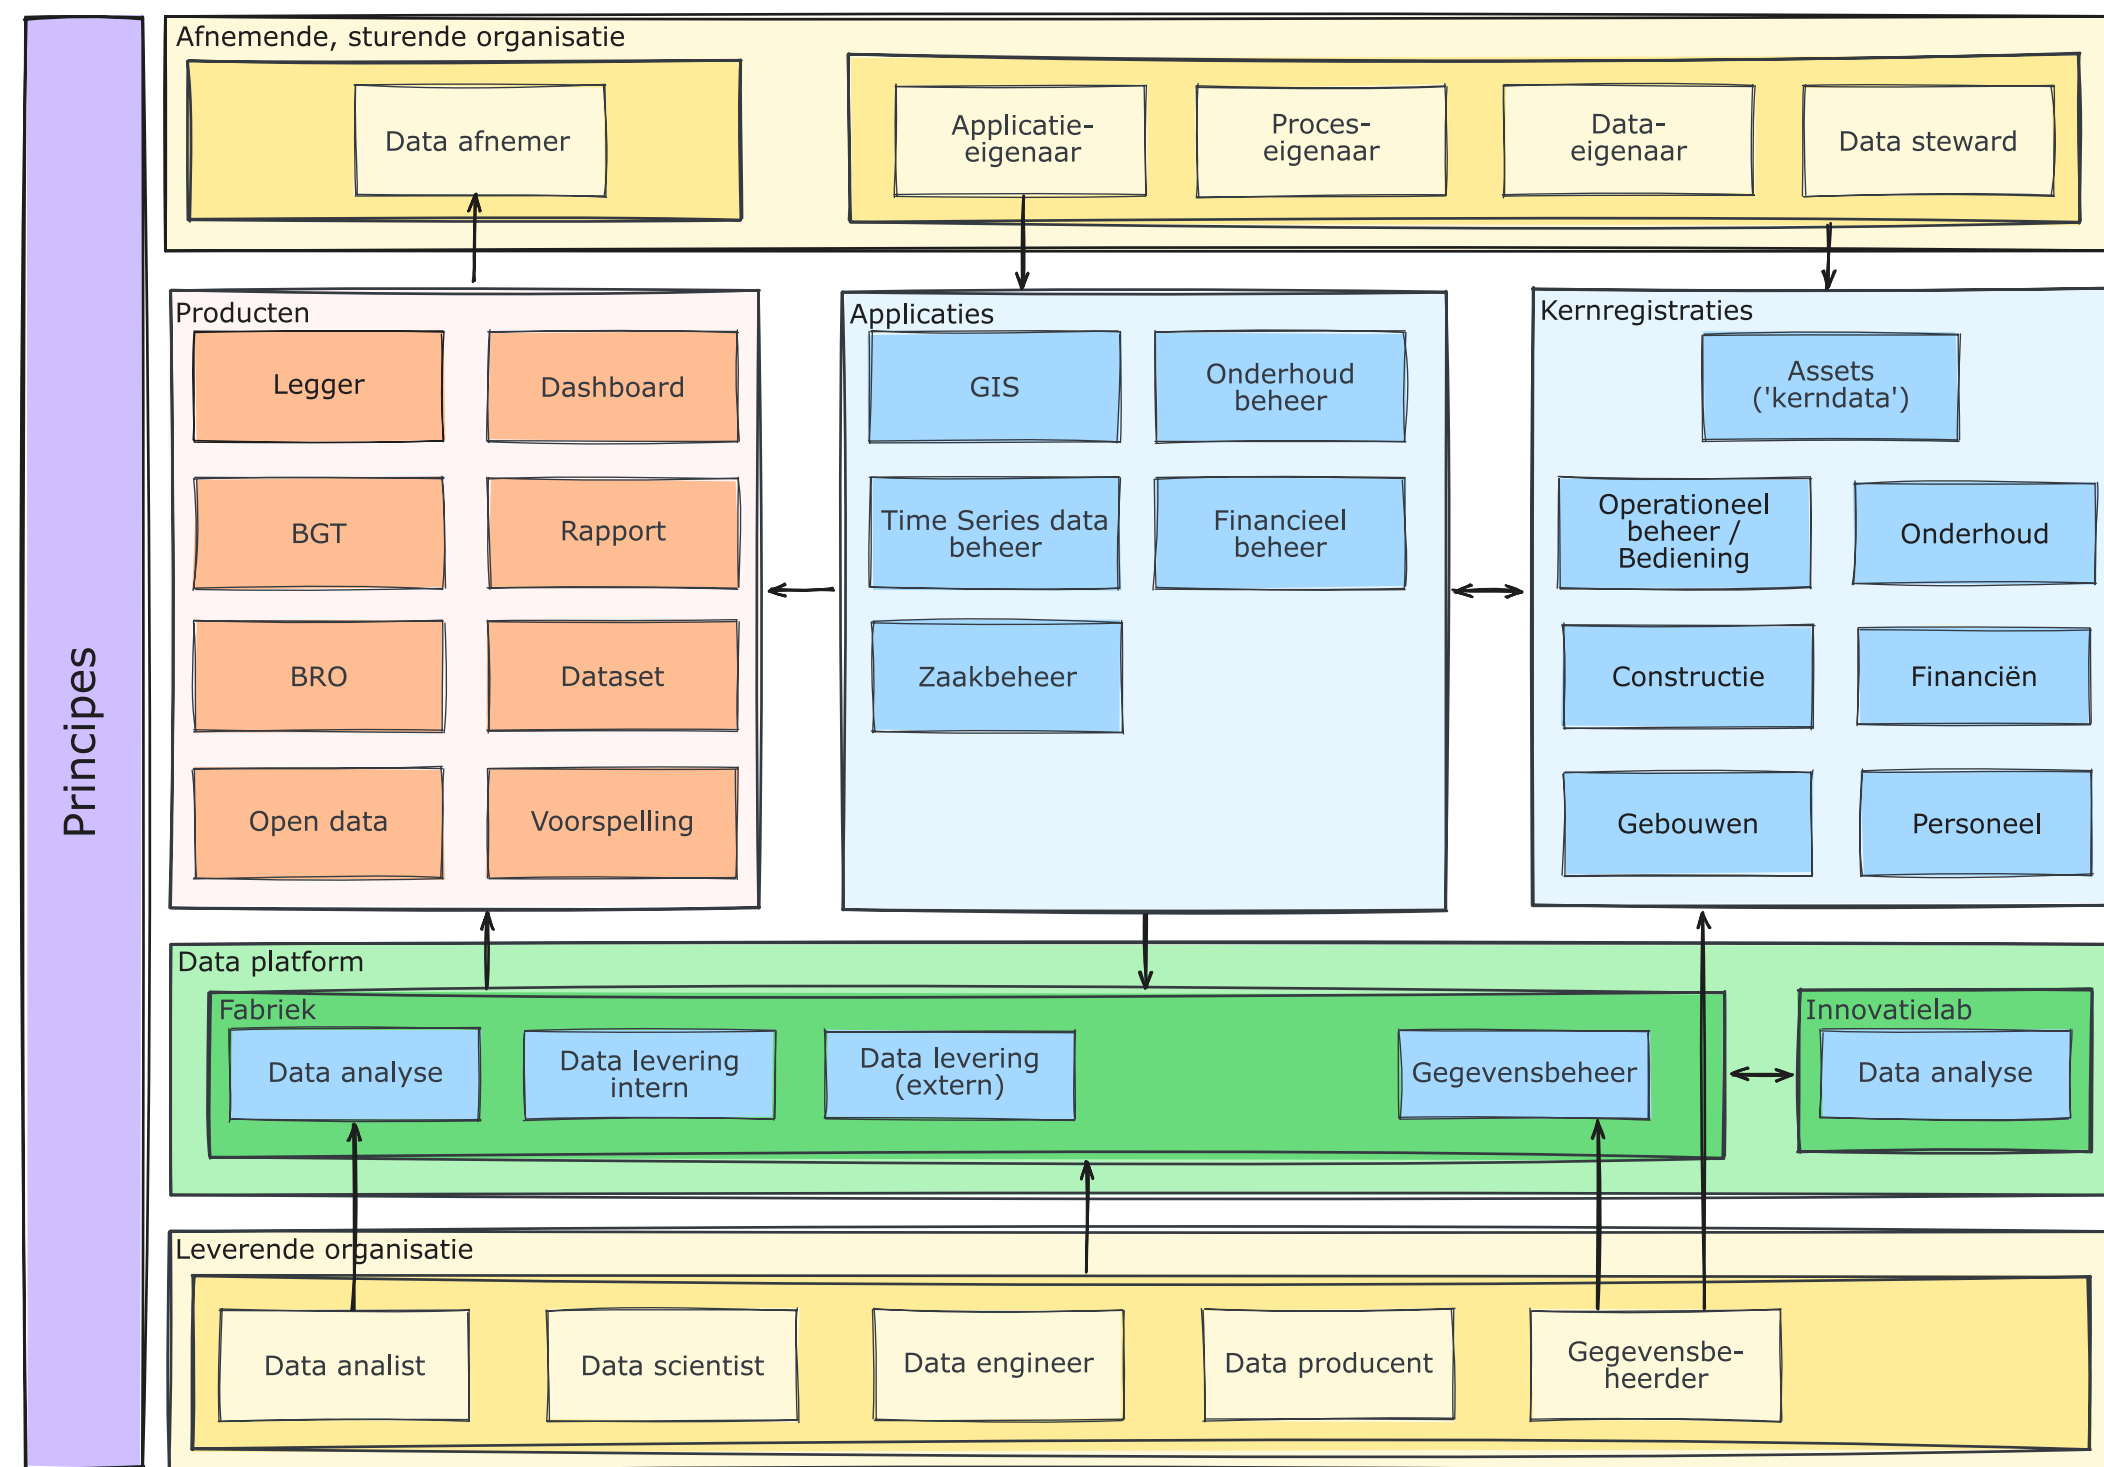 Principes
Afnemende, sturende organisatie
Data afnemer
Applicatie-
eigenaar
Proces-
eigenaar
Data-
eigenaar
Data steward
Producten
Legger
Dashboard
BGT
Rapport
BRO
Dataset
Open data
Voorspelling
Applicaties
GIS
Onderhoud
beheer
Time Series data
beheer
Financieel
beheer
Zaakbeheer
Kernregistraties
Assets
('kerndata')
Operationeel
beheer /
Bediening
Onderhoud
Constructie
Financiën
Gebouwen
Personeel
Data platform
Fabriek
Data analyse
Data levering
intern
Data levering
(extern)
Gegevensbeheer
Innovatielab
Data analyse
Leverende organisatie
Data analist
Data scientist
Data engineer
Data producent
Gegevensbe-
heerder